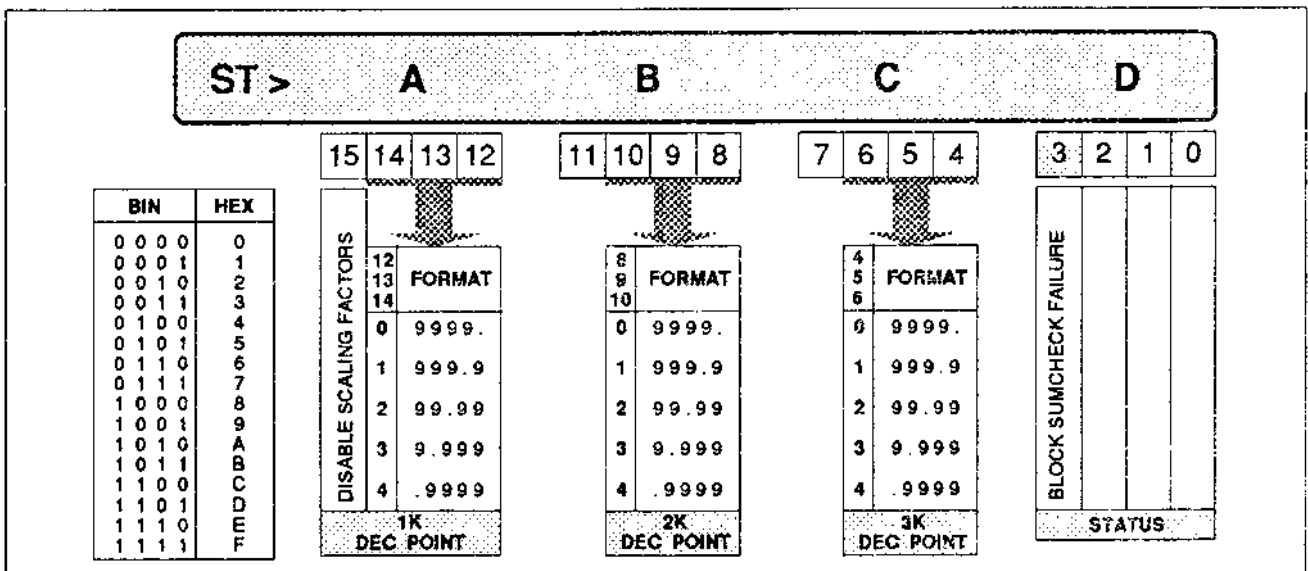 ST > A B C D
15 14 13 12 11 10 9 8 7 6 5 4 3 2 1 0
BIN HEX
0 0 0 0 0
0 0 0 1 1
0 0 1 0 2
0 0 1 1 3
0 1 0 0 4
0 1 0 1 5
0 1 1 0 6
0 1 1 1 7
1 0 0 0 8
1 0 0 1 9
1 0 1 0 A
1 0 1 1 B
1 1 0 0 C
1 1 0 1 D
1 1 1 0 E
1 1 1 1 F
DISABLE SCALING FACTORS
12
13
14
FORMAT
0 9999.
1 999.9
2 99.99
3 9.999
4 .9999
1K
DEC POINT
8
9
10
FORMAT
0 9999.
1 999.9
2 99.99
3 9.999
4 .9999
2K
DEC POINT
4
5
6
FORMAT
0 9999.
1 999.9
2 99.99
3 9.999
4 .9999
3K
DEC POINT
BLOCK SUMCHECK FAILURE
STATUS